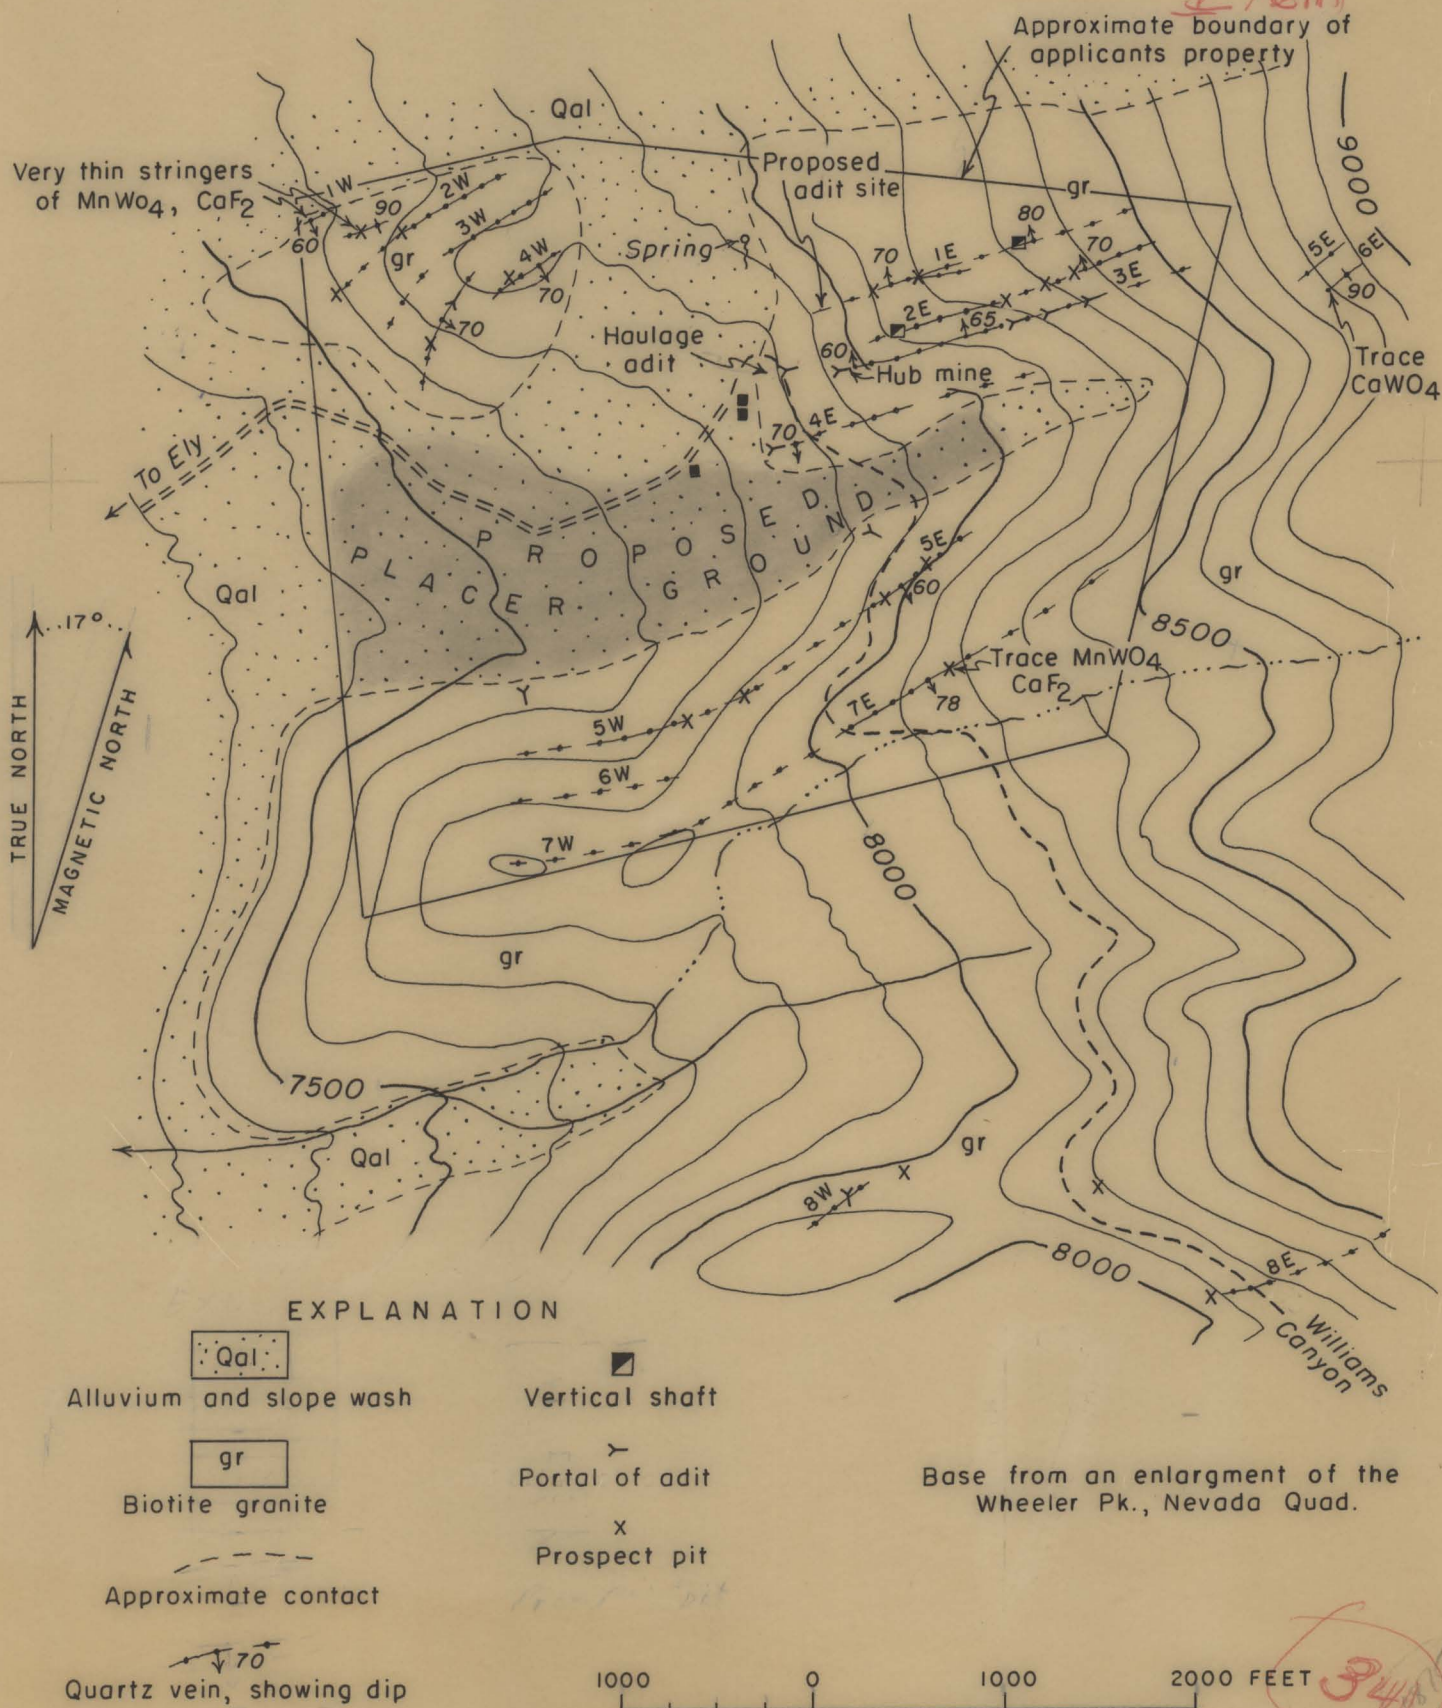 Approximate boundary of
applicants property
Qal
9000
Very thin stringers
of MnWo4, CaF2
1W
2W
90
3W
60
gr
4W
70
70
Proposed
adit site
gr
80
Spring
70
1E
70
3E
5E
6E
90
2E
65
Haulage
adit
60
Hub mine
Trace
CaWO4
70
4E
To Ely
PROPOSED
PLACER GROUND
Qal
5E
60
gr
8500
17°
TRUE NORTH
MAGNETIC NORTH
Trace MnWO4
CaF2
7E
78
5W
6W
7W
8000
gr
7500
Qal
gr
8W
8000
8E
Williams
Canyon
EXPLANATION
Qal
Alluvium and slope wash
Vertical shaft
gr
Biotite granite
Portal of adit
Base from an enlargment of the
Wheeler Pk., Nevada Quad.
X
Prospect pit
Approximate contact
70
Quartz vein, showing dip
1000 0 1000 2000 FEET